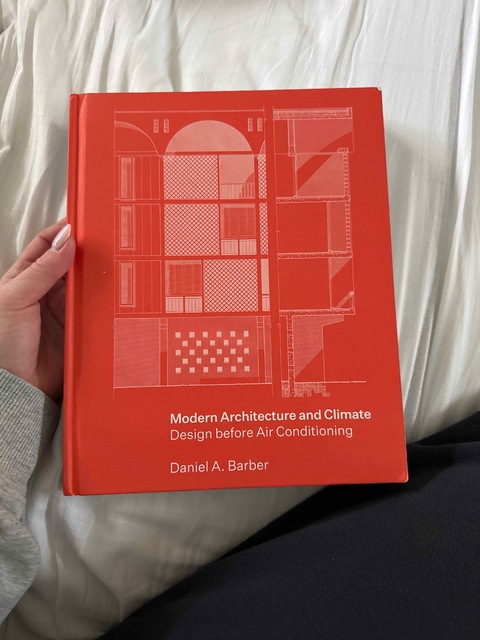 Modern Architecture and Climate
Design before Air Conditioning
Daniel A. Barber